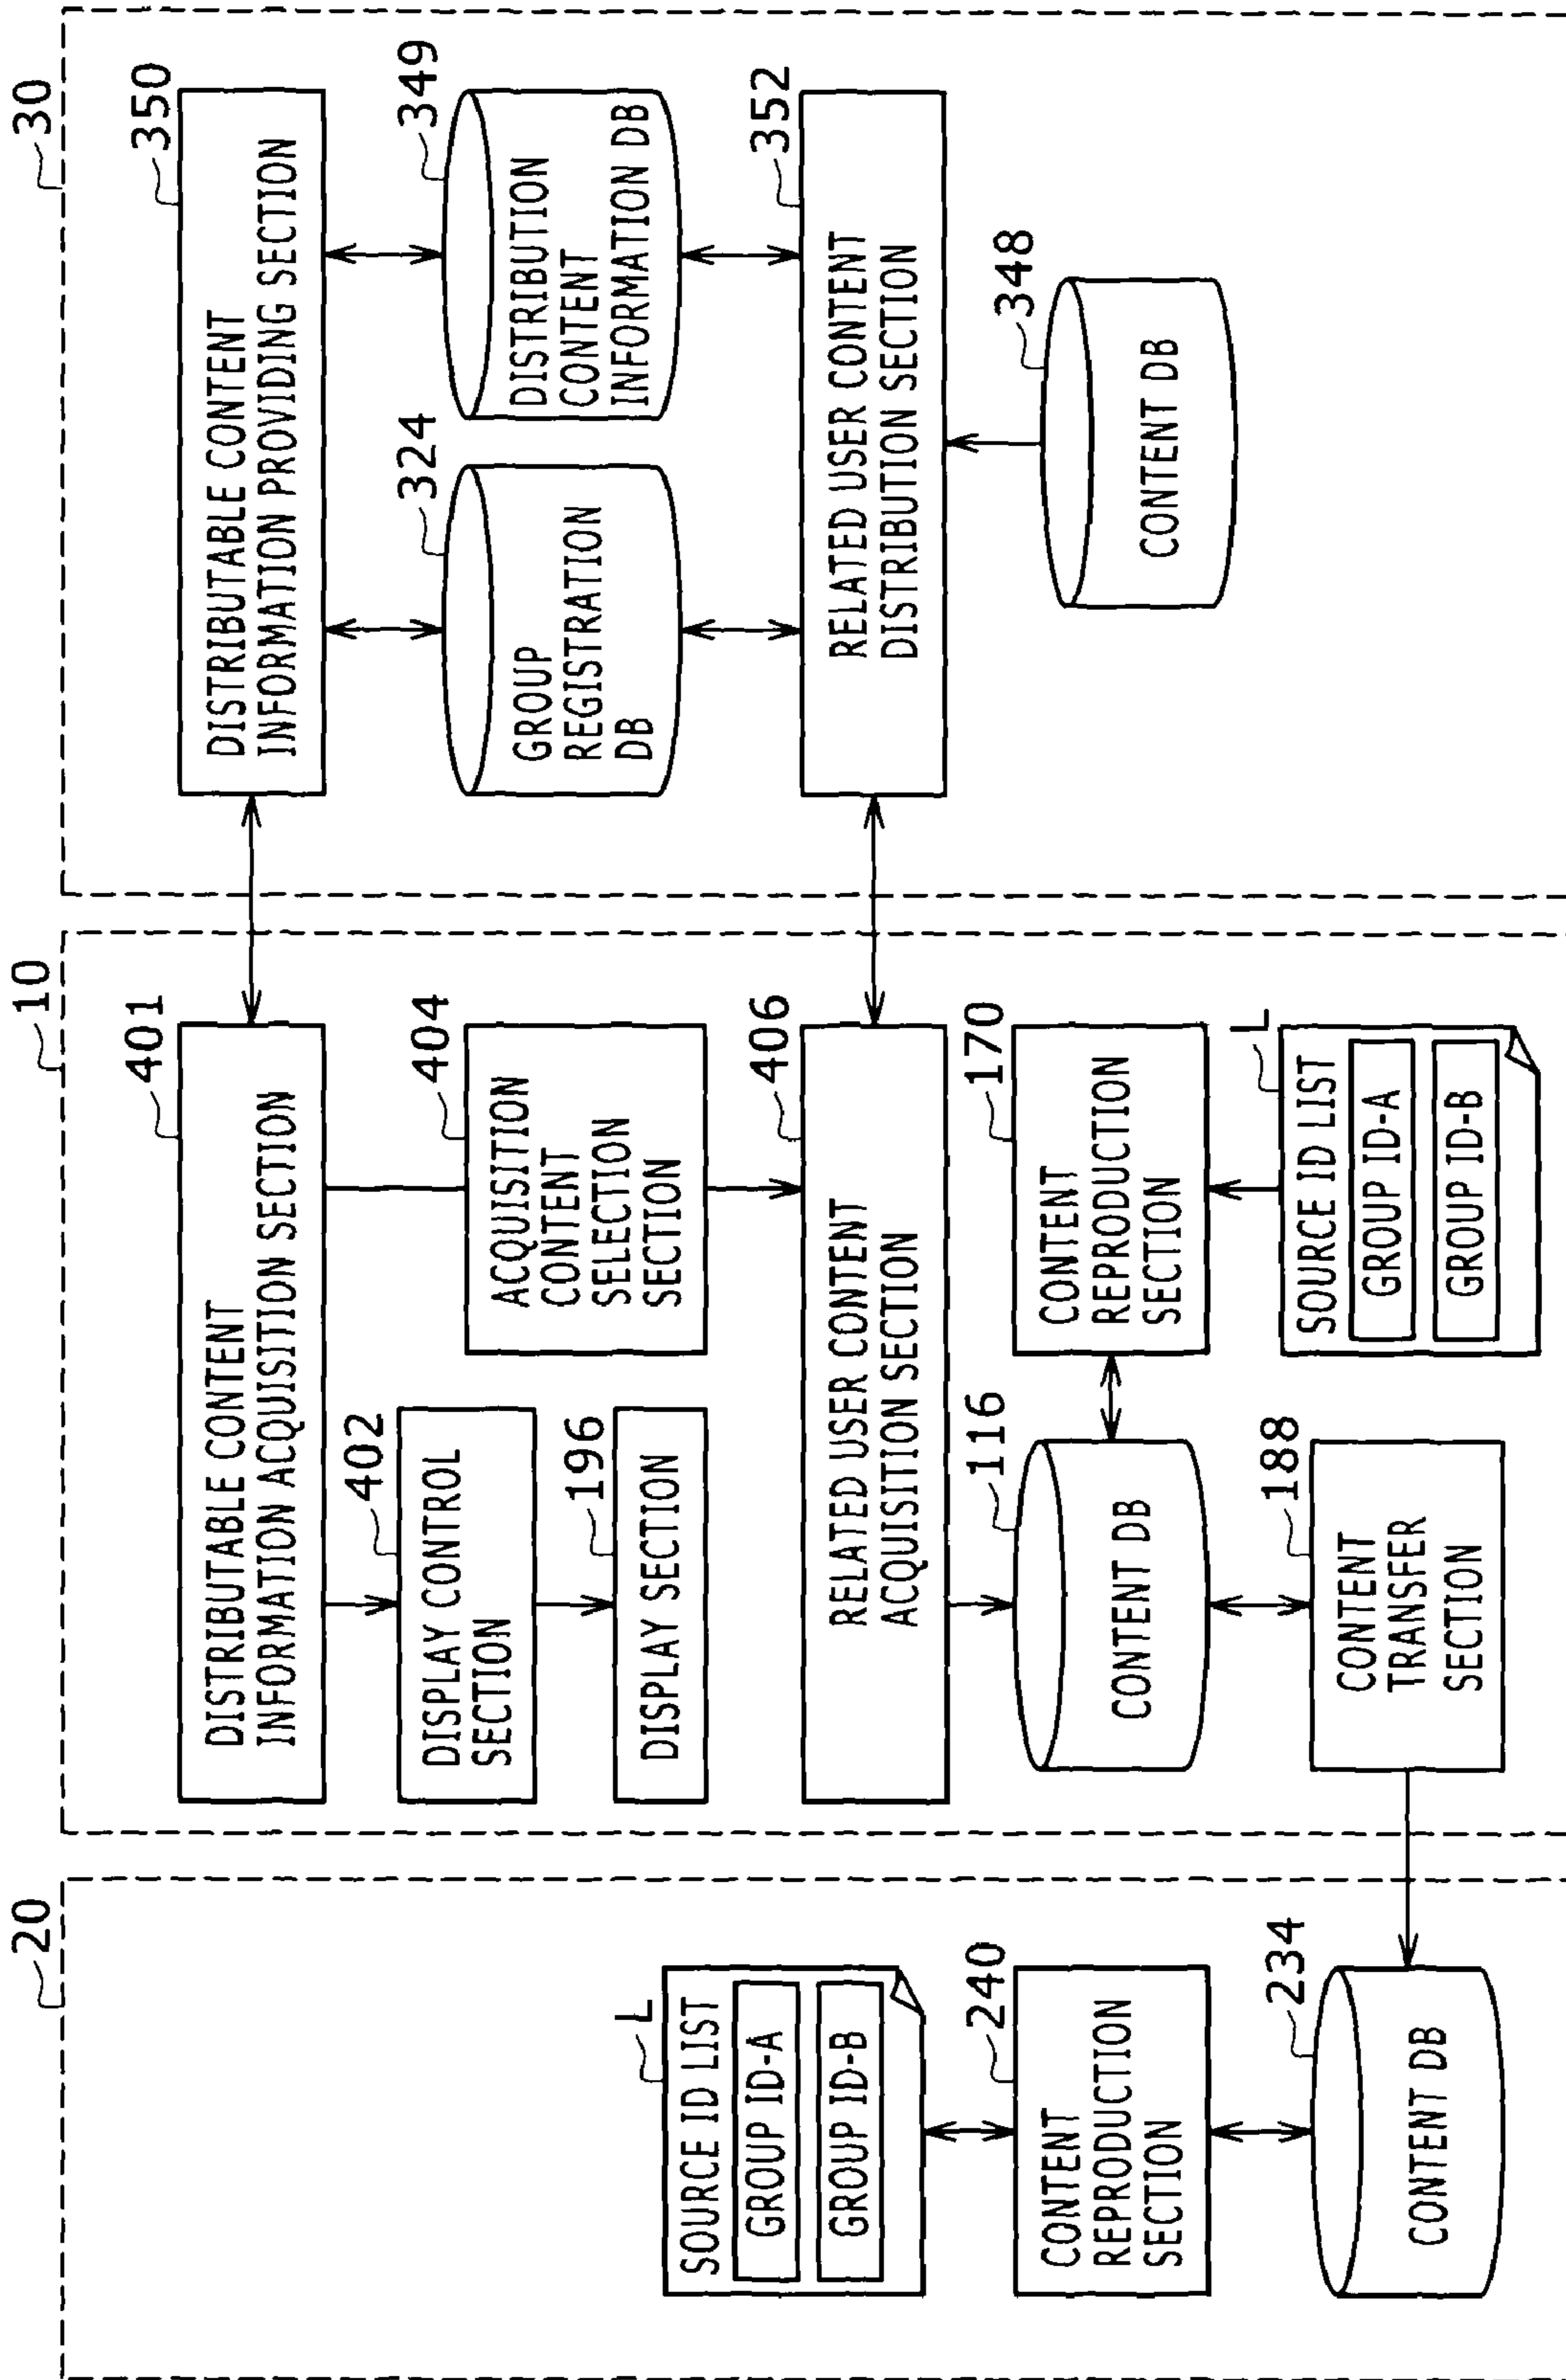 20
L
SOURCE ID LIST
GROUP ID-A
GROUP ID-B
240
CONTENT
REPRODUCTION
SECTION
234
CONTENT DB
10
401
DISTRIBUTABLE CONTENT
INFORMATION ACQUISITION SECTION
402
DISPLAY CONTROL
SECTION
196
DISPLAY SECTION
404
ACQUISITION
CONTENT
SELECTION
SECTION
406
RELATED USER CONTENT
ACQUISITION SECTION
116
CONTENT DB
170
CONTENT
REPRODUCTION
SECTION
L
SOURCE ID LIST
GROUP ID-A
GROUP ID-B
188
CONTENT
TRANSFER
SECTION
30
350
DISTRIBUTABLE CONTENT
INFORMATION PROVIDING SECTION
324
GROUP
REGISTRATION
DB
349
DISTRIBUTION
CONTENT
INFORMATION DB
352
RELATED USER CONTENT
DISTRIBUTION SECTION
348
CONTENT DB